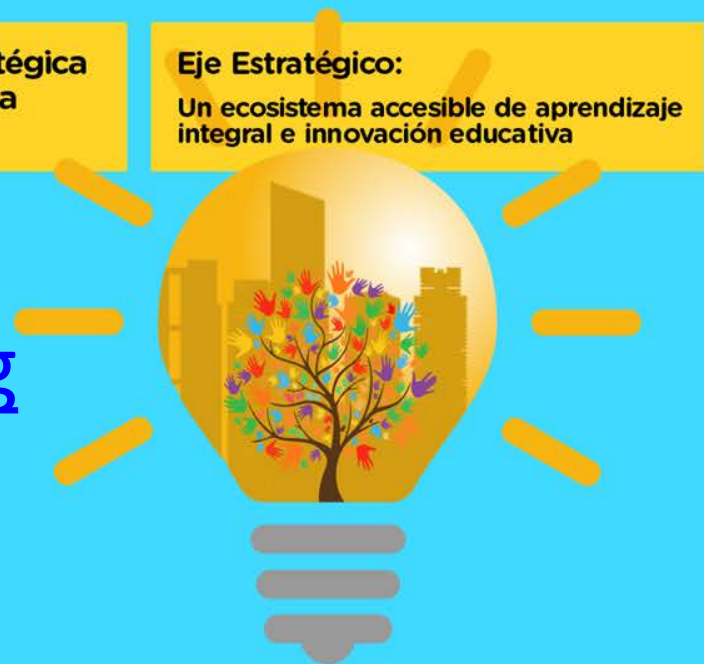 tégica
a
Eje Estratégico:
Un ecosistema accesible de aprendizaje
integral e innovación educativa
g